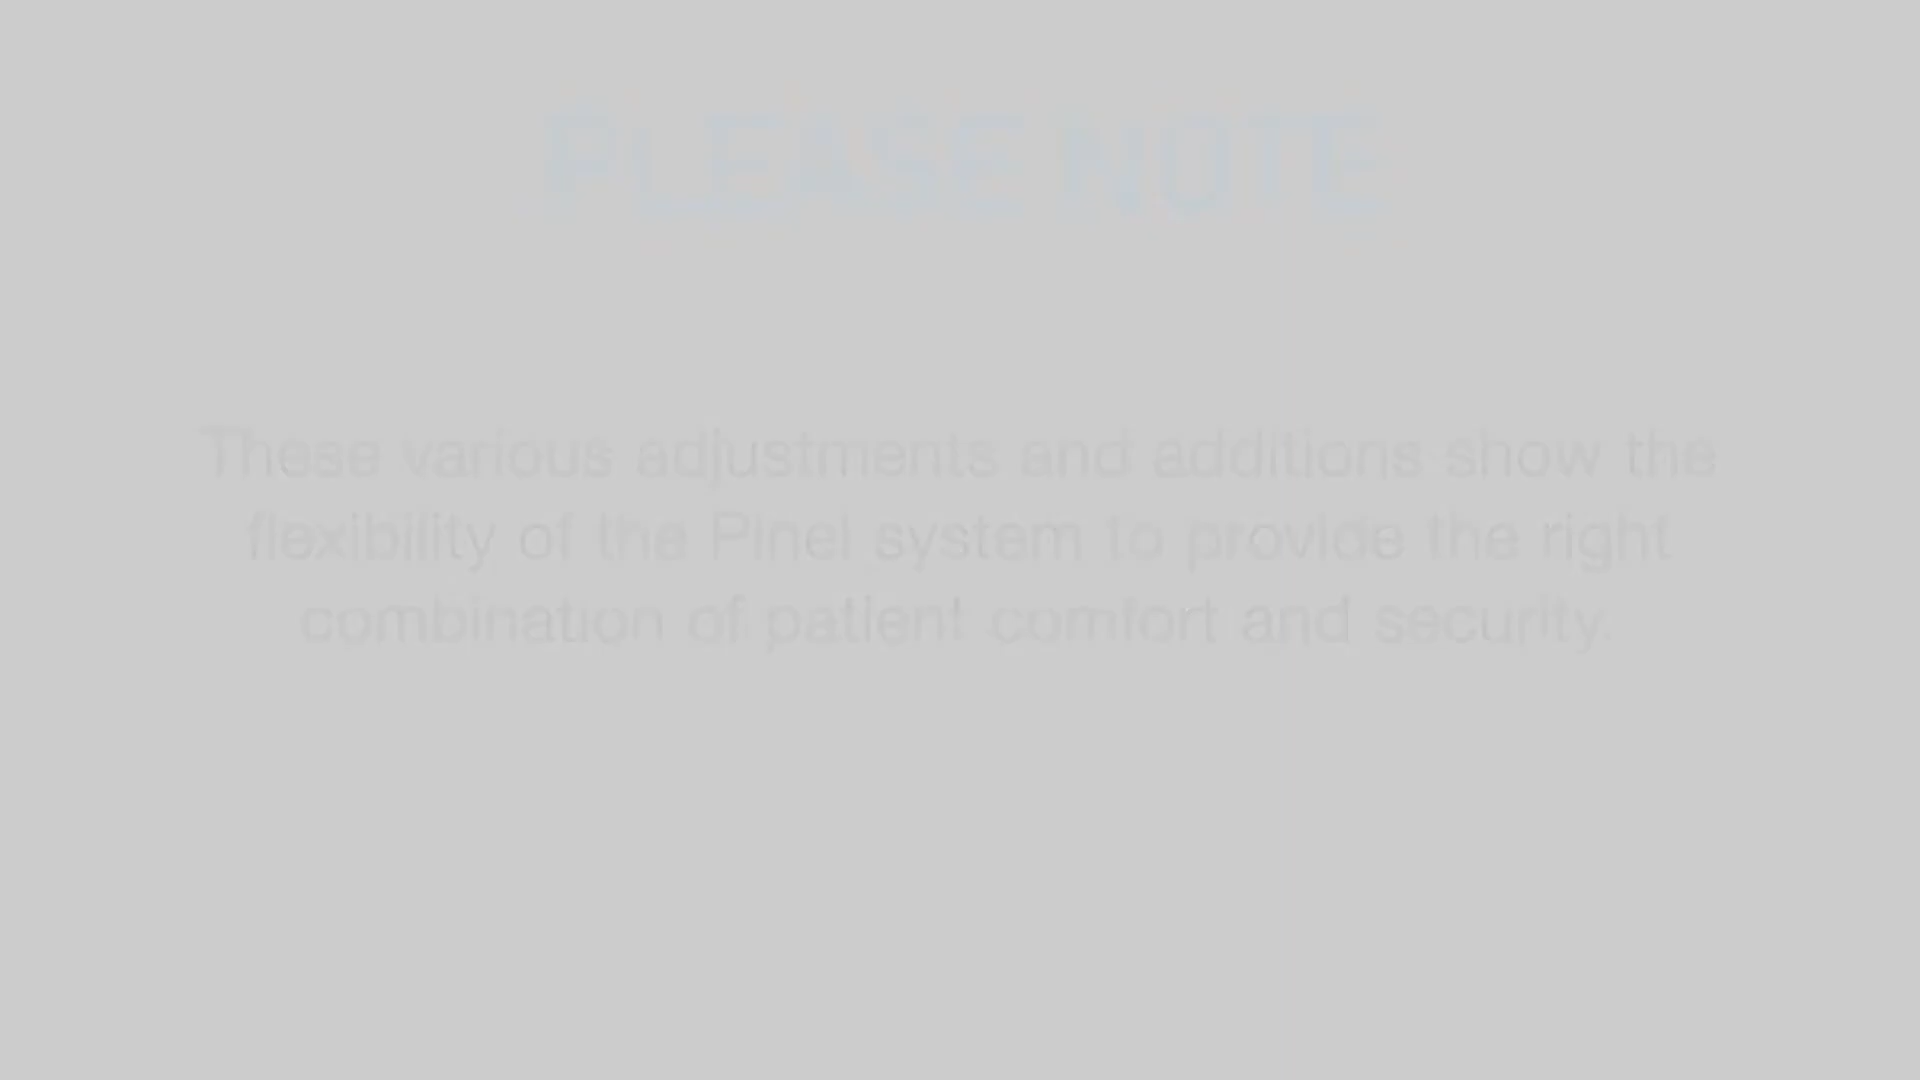 PLEASE NOTE
These various adjustments and additions show the
flexibility of the Pinel system to provide the right
combination of patient comfort and security.